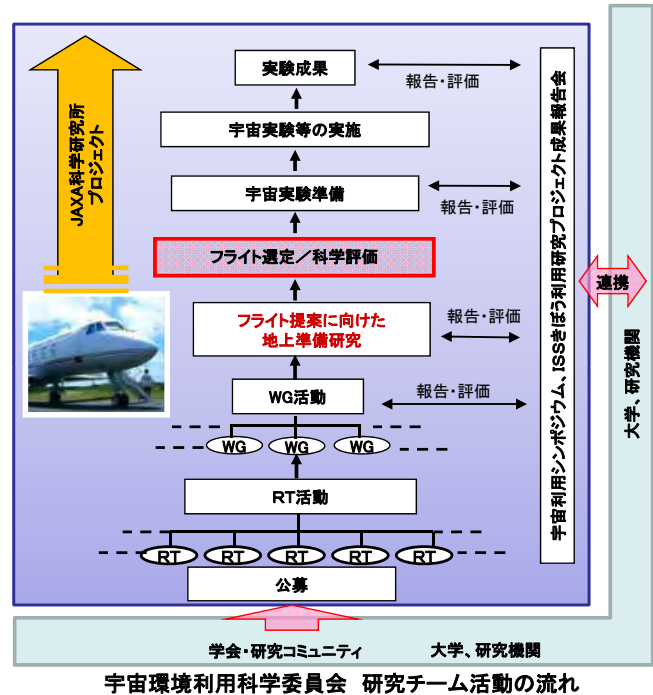 実験成果
報告・評価
宇宙実験等の実施
宇宙実験準備
報告・評価
フライト選定／科学評価
フライト提案に向けた
地上準備研究
報告・評価
WG活動
報告・評価
WG
WG
WG
RT活動
RT
RT
RT
RT
RT
公募
JAXA科学研究所
プロジェクト
宇宙利用シンポジウム、ISSきぼう利用研究プロジェクト成果報告会
連携
大学、研究機関
学会・研究コミュニティ
大学、研究機関
宇宙環境利用科学委員会 研究チーム活動の流れ